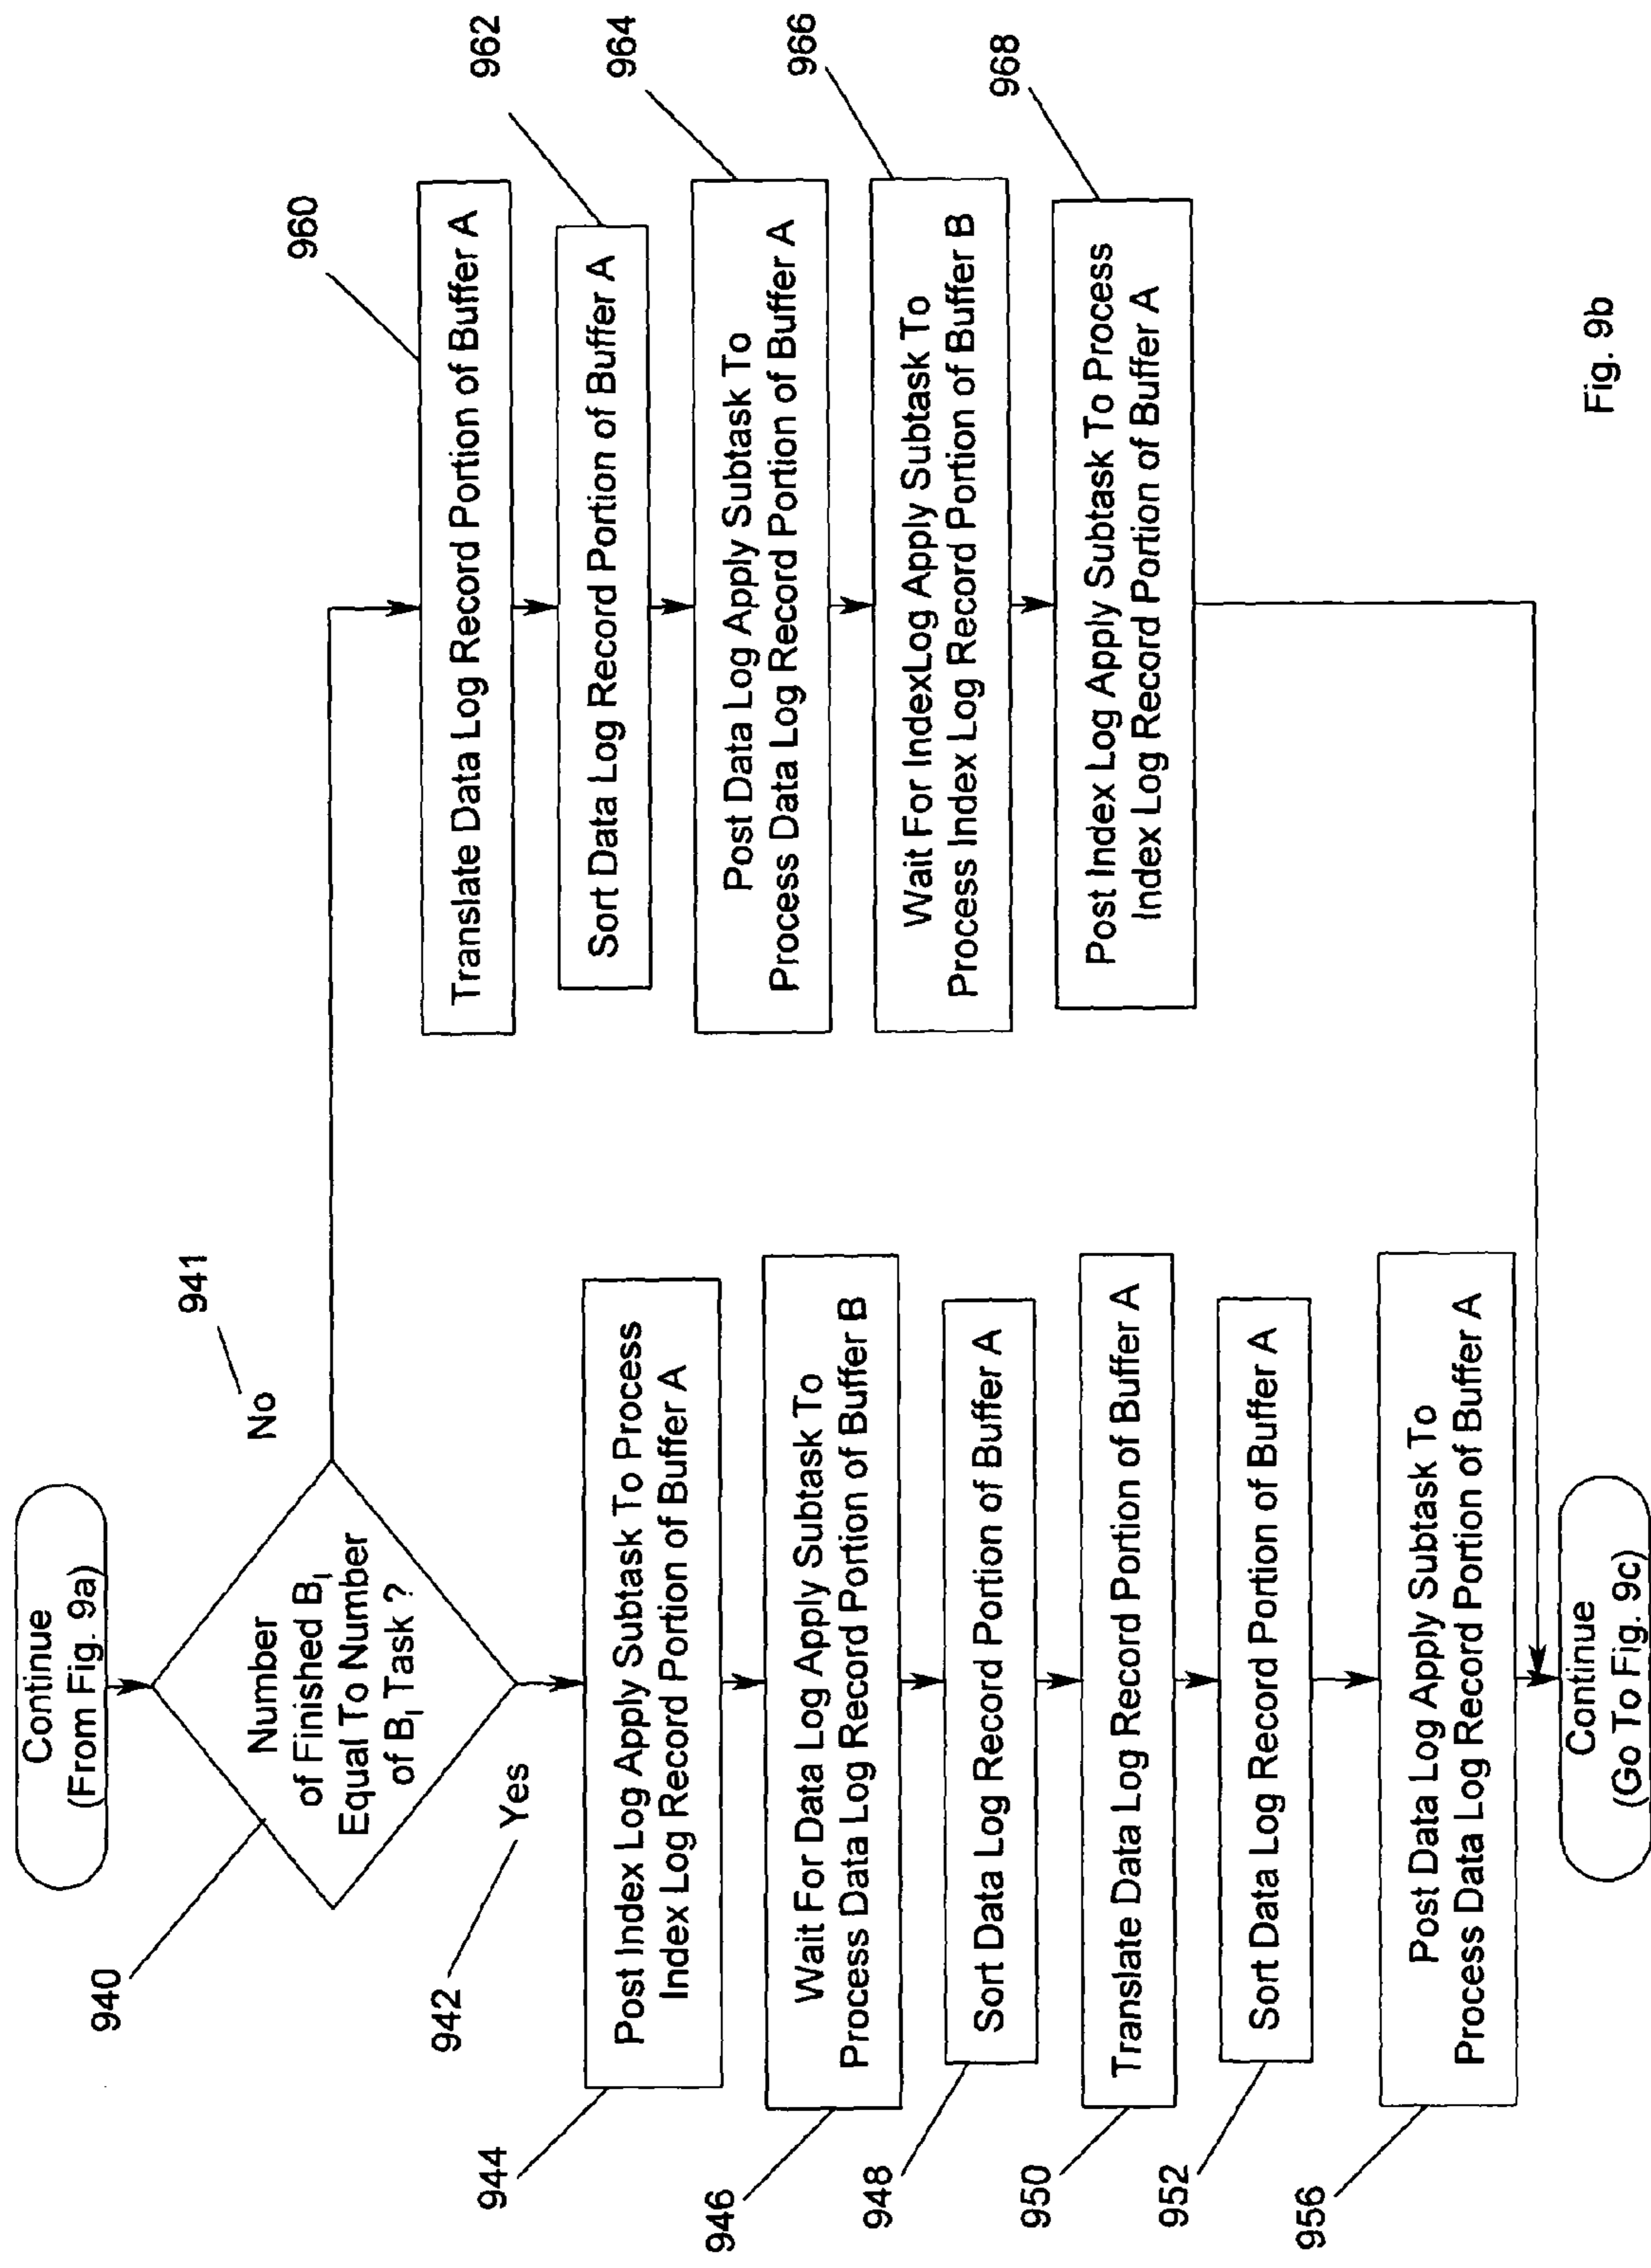 Continue
(From Fig. 9a)
940
Number
of Finished BI
Equal To Number
of BI Task ?
No
941
942
Yes
944
Post Index Log Apply Subtask To Process
Index Log Record Portion of Buffer A
946
Wait For Data Log Apply Subtask To
Process Data Log Record Portion of Buffer B
948
Sort Data Log Record Portion of Buffer A
950
Translate Data Log Record Portion of Buffer A
952
Sort Data Log Record Portion of Buffer A
956
Post Data Log Apply Subtask To
Process Data Log Record Portion of Buffer A
960
Translate Data Log Record Portion of Buffer A
962
Sort Data Log Record Portion of Buffer A
964
Post Data Log Apply Subtask To
Process Data Log Record Portion of Buffer A
966
Wait For IndexLog Apply Subtask To
Process Index Log Record Portion of Buffer B
968
Post Index Log Apply Subtask To Process
Index Log Record Portion of Buffer A
Continue
(Go To Fig. 9c)
Fig. 9b